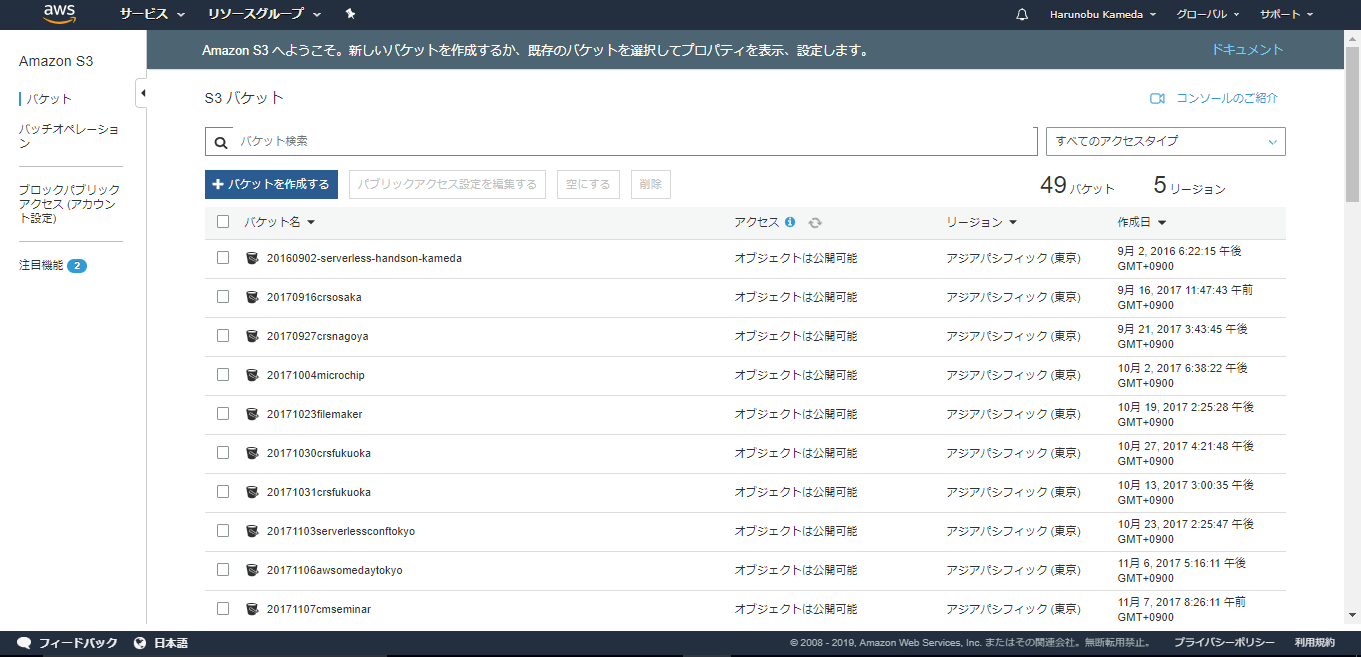 aws サービス リソースグループ Harunobu Kameda グローバル サポート
Amazon S3
バケット
バッチオペレーショ
ン
ブロックパブリック
アクセス (アカウン
ト設定)
注目機能 2
Amazon S3 へようこそ。新しいバケットを作成するか、既存のバケットを選択してプロパティを表示、設定します。 ドキュメント
S3 バケット コンソールのご紹介
バケット検索 すべてのアクセスタイプ
バケットを作成する パブリックアクセス設定を編集する 空にする 削除 49 バケット 5 リージョン
バケット名 アクセス リージョン 作成日
20160902-serverless-handson-kameda オブジェクトは公開可能 アジアパシフィック (東京) 9月 2, 2016 6:22:15 午後
GMT+0900
20170916crsosaka オブジェクトは公開可能 アジアパシフィック (東京) 9月 16, 2017 11:47:43 午前
GMT+0900
20170927crsnagoya オブジェクトは公開可能 アジアパシフィック (東京) 9月 21, 2017 3:43:45 午後
GMT+0900
20171004microchip オブジェクトは公開可能 アジアパシフィック (東京) 10月 2, 2017 6:38:22 午後
GMT+0900
20171023filemaker オブジェクトは公開可能 アジアパシフィック (東京) 10月 19, 2017 2:25:28 午後
GMT+0900
20171030crsfukuoka オブジェクトは公開可能 アジアパシフィック (東京) 10月 27, 2017 4:21:48 午後
GMT+0900
20171031crsfukuoka オブジェクトは公開可能 アジアパシフィック (東京) 10月 13, 2017 3:00:35 午後
GMT+0900
20171103serverlessconftokyo オブジェクトは公開可能 アジアパシフィック (東京) 10月 23, 2017 2:25:47 午後
GMT+0900
20171106awsomedaytokyo オブジェクトは公開可能 アジアパシフィック (東京) 11月 6, 2017 5:16:11 午後
GMT+0900
20171107cmseminar オブジェクトは公開可能 アジアパシフィック (東京) 11月 7, 2017 8:26:11 午前
GMT+0900
フィードバック 日本語 © 2008 - 2019, Amazon Web Services, Inc. またはその関連会社。無断転用禁止。 プライバシーポリシー 利用規約